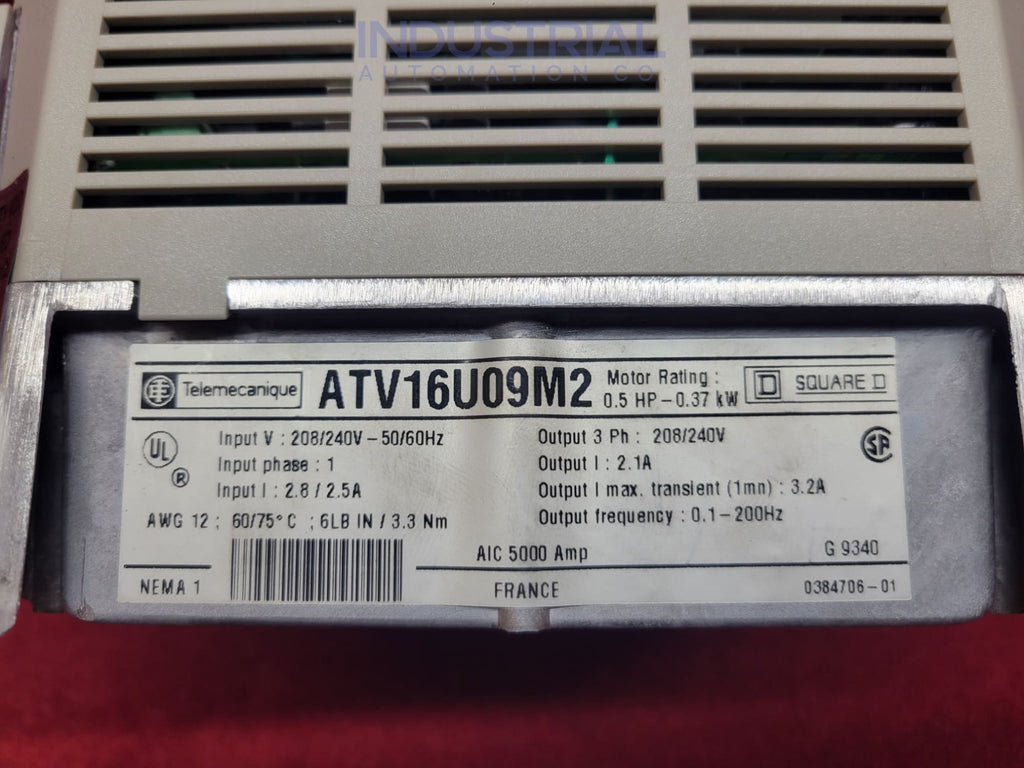 INDUSTRIAL
AUTOMATION CO
Telemecanique
ATV16U09M2
Motor Rating :
0.5 HP – 0.37 kW
D SQUARE D
UL
®
Input V : 208/240V – 50/60Hz
Input phase : 1
Input I : 2.8 / 2.5A
AWG 12 ; 60/75° C ; 6LB IN / 3.3 Nm
Output 3 Ph : 208/240V
Output I : 2.1A
Output I max. transient (1mn) : 3.2A
Output frequency : 0.1 – 200Hz
SA
AIC 5000 Amp
G 9340
NEMA 1
FRANCE
0384706 – 01